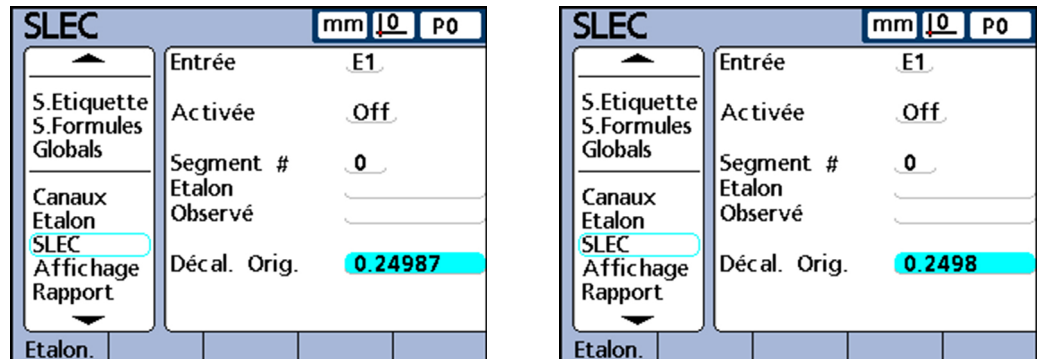 SLEC mm 0 P0
S.Etiquette
S.Formules
Globals
Canaux
Etalon
SLEC
Affichage
Rapport
Entrée E1
Activée Off
Segment # 0
Etalon
Observé
Décal. Orig. 0.24987
Etalon.
SLEC mm 0 P0
S.Etiquette
S.Formules
Globals
Canaux
Etalon
SLEC
Affichage
Rapport
Entrée E1
Activée Off
Segment # 0
Etalon
Observé
Décal. Orig. 0.2498
Etalon.